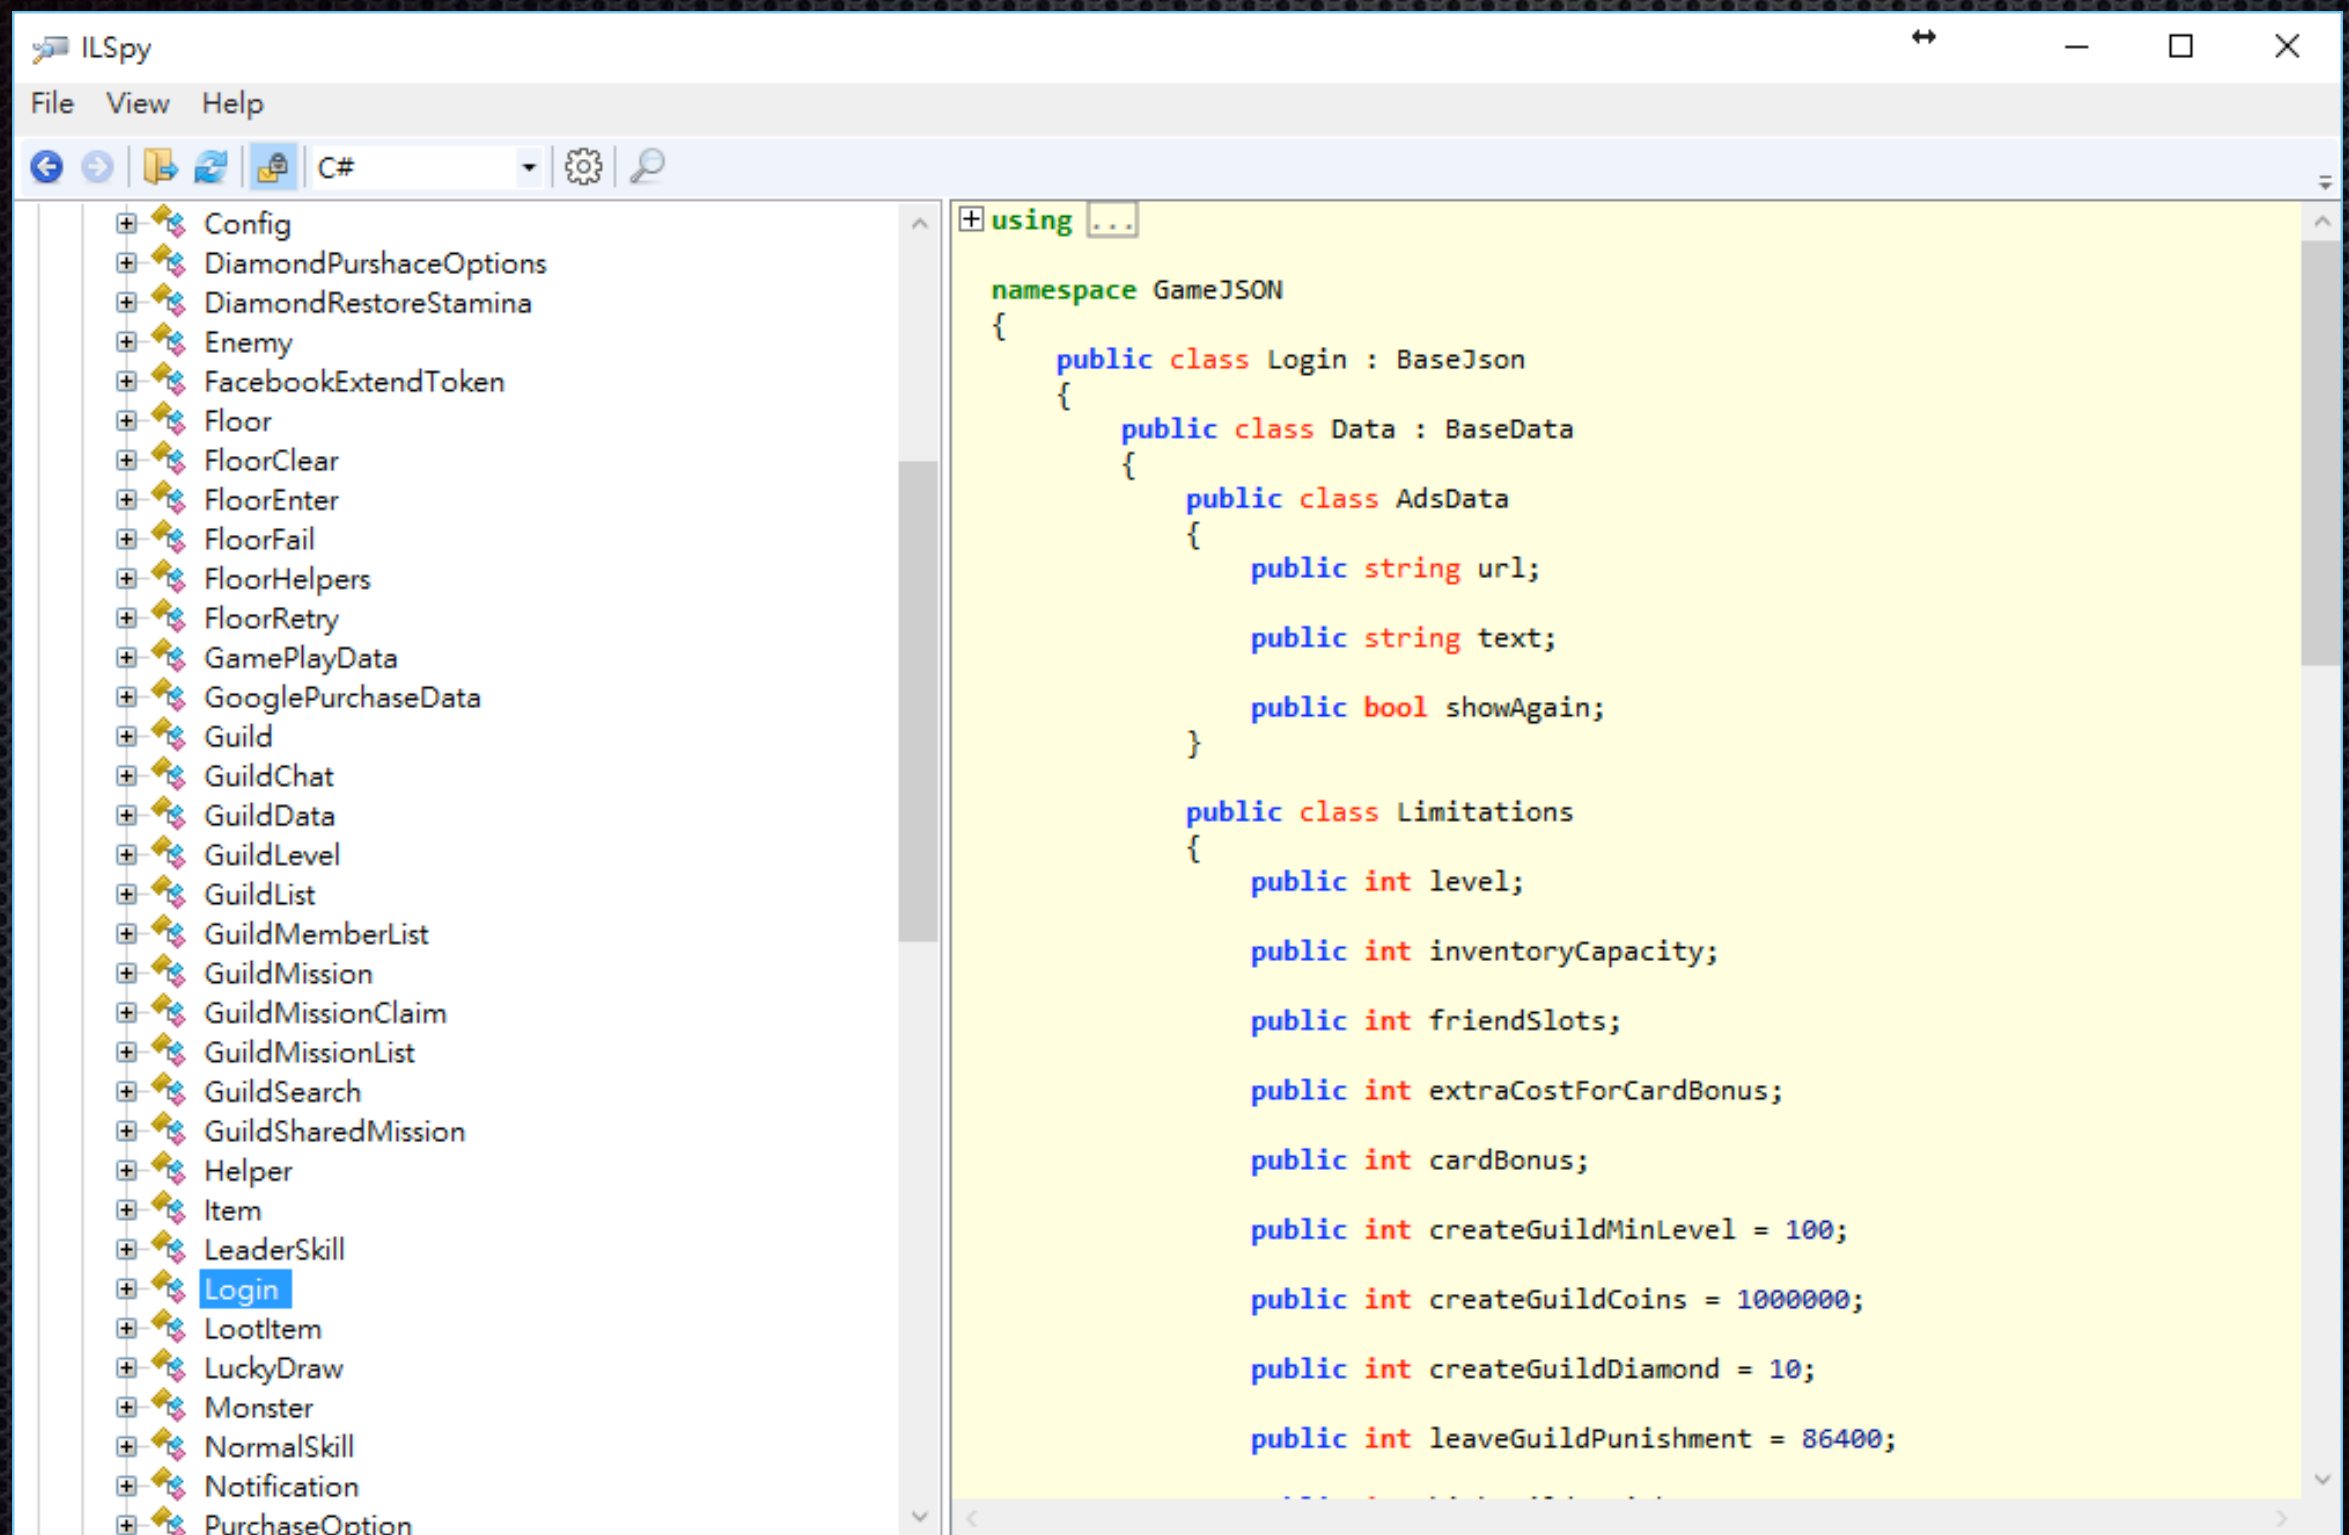 ILSpy
File View Help
C#
Config
DiamondPurshaceOptions
DiamondRestoreStamina
Enemy
FacebookExtendToken
Floor
FloorClear
FloorEnter
FloorFail
FloorHelpers
FloorRetry
GamePlayData
GooglePurchaseData
Guild
GuildChat
GuildData
GuildLevel
GuildList
GuildMemberList
GuildMission
GuildMissionClaim
GuildMissionList
GuildSearch
GuildSharedMission
Helper
Item
LeaderSkill
Login
LootItem
LuckyDraw
Monster
NormalSkill
Notification
PurchaseOption
using ...
namespace GameJSON
{
public class Login : BaseJson
{
public class Data : BaseData
{
public class AdsData
{
public string url;
public string text;
public bool showAgain;
}
public class Limitations
{
public int level;
public int inventoryCapacity;
public int friendSlots;
public int extraCostForCardBonus;
public int cardBonus;
public int createGuildMinLevel = 100;
public int createGuildCoins = 1000000;
public int createGuildDiamond = 10;
public int leaveGuildPunishment = 86400;